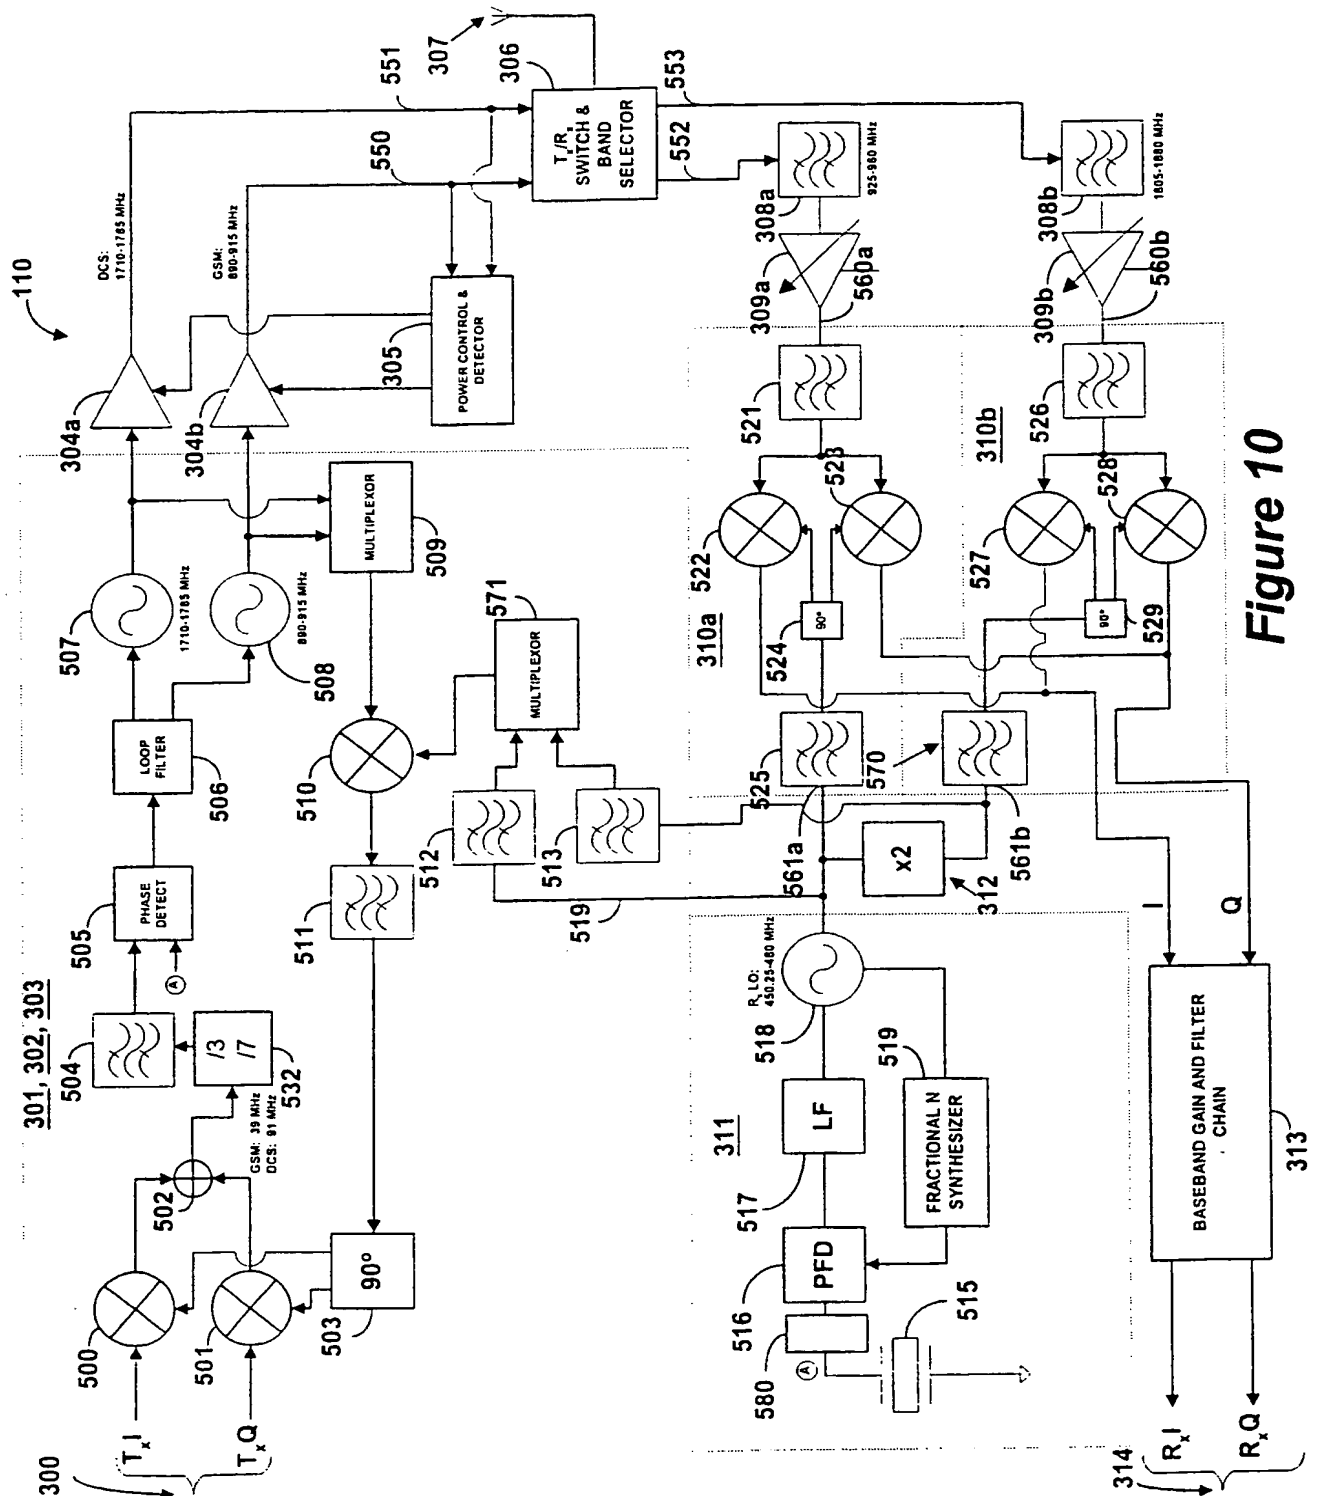 110
300
TxI
TxQ
500
501
502
503
90°
GSM: 39 MHz
DCS: 91 MHz
301, 302, 303
504
/3
/7
532
505
PHASE
DETECT
A
506
LOOP
FILTER
507
1710-1785 MHz
508
890-915 MHz
304a
304b
DCS:
1710-1785 MHz
GSM:
890-915 MHz
509
MULTIPLEXOR
510
511
512
513
519
571
MULTIPLEXOR
305
POWER CONTROL &
DETECTOR
550
551
306
307
Tx/Rx
SWITCH &
BAND
SELECTOR
552
553
308a
925-960 MHz
308b
1805-1880 MHz
309a
560a
309b
560b
310a
521
522
523
524
90°
525
561a
310b
526
527
528
529
90°
570
561b
X2
312
311
RxLO:
450.25-480 MHz
518
519
FRACTIONAL N
SYNTHESIZER
LF
517
PFD
516
580
A
515
I
Q
BASEBAND GAIN AND FILTER
CHAIN
313
RxI
RxQ
314
Figure 10